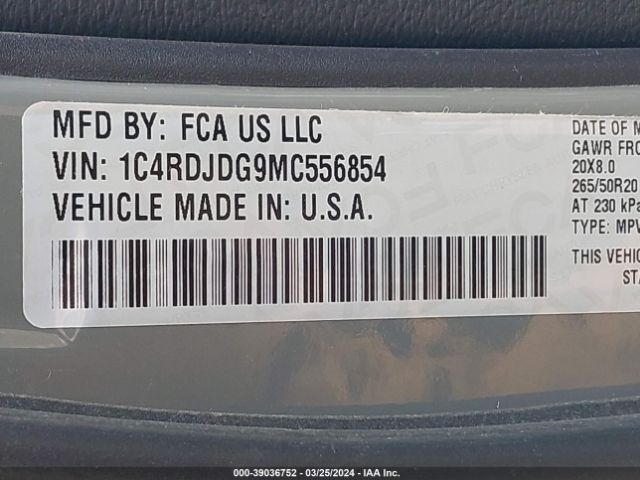 MFD BY: FCA US LLC
VIN: 1C4RDJDG9MC556854
VEHICLE MADE IN: U.S.A.
DATE OF M
GAWR FRO
20X8.0
265/50R20
AT 230 kPa
TYPE: MPV
THIS VEHIC
STA
000-39036752 — 03/25/2024 — IAA Inc.